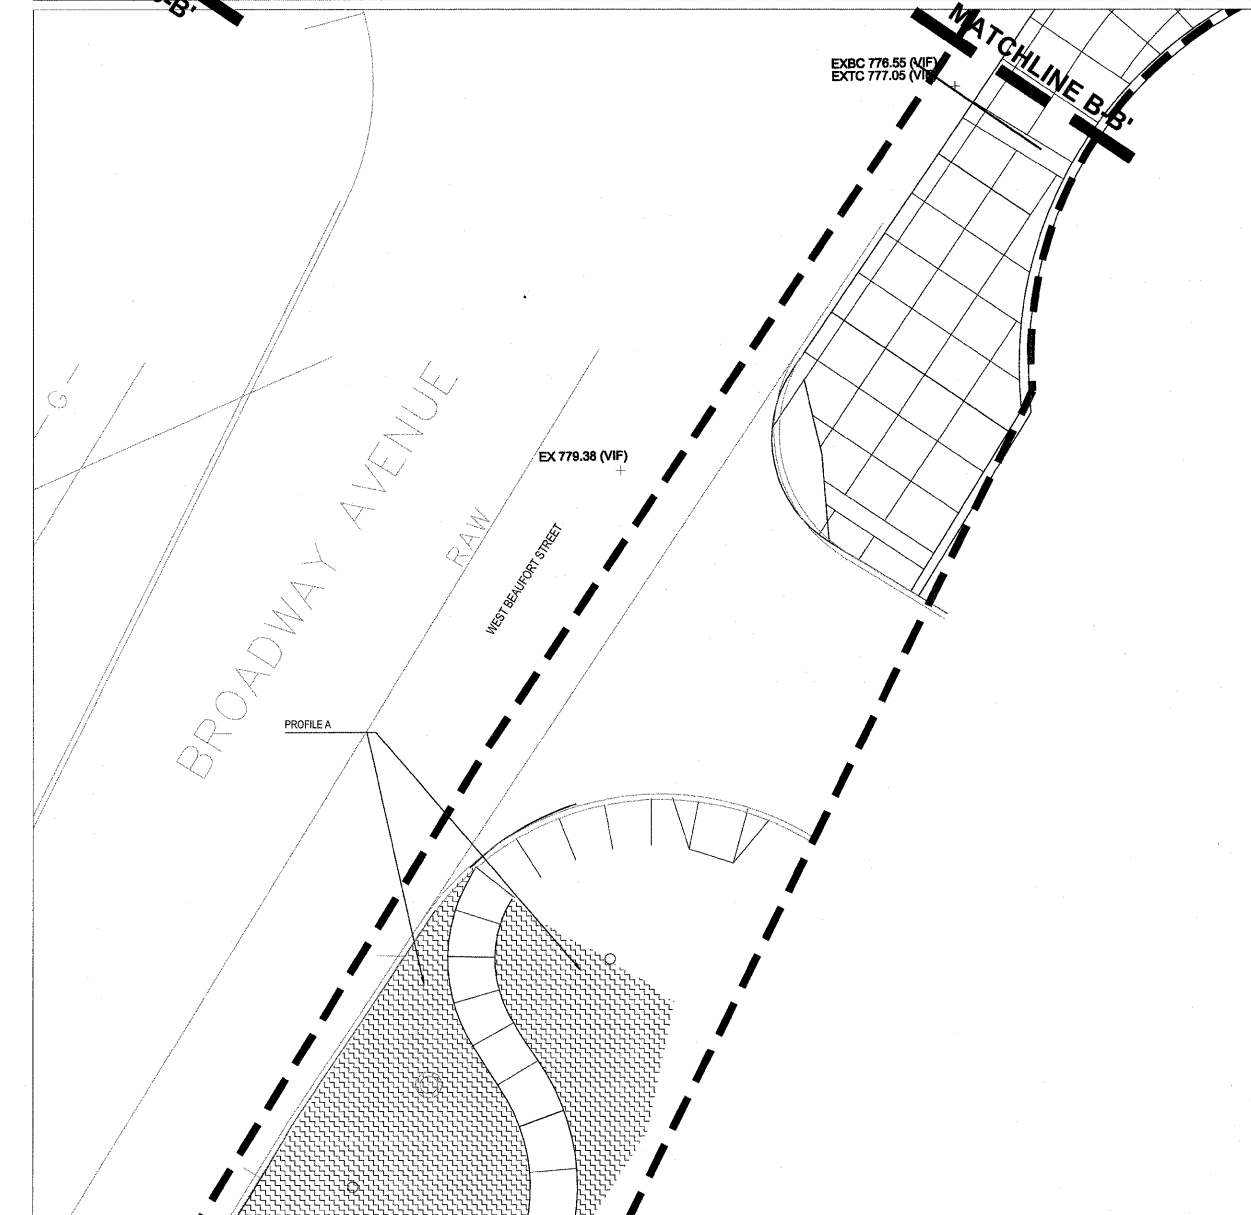 B'
MATCHLINE B-B'
EXBC 776.55 (VIF)
EXTC 777.05 (VIF)
G
BROADWAY AVENUE
EX 779.38 (VIF)
RAW
WEST BEAUFORT STREET
PROFILE A